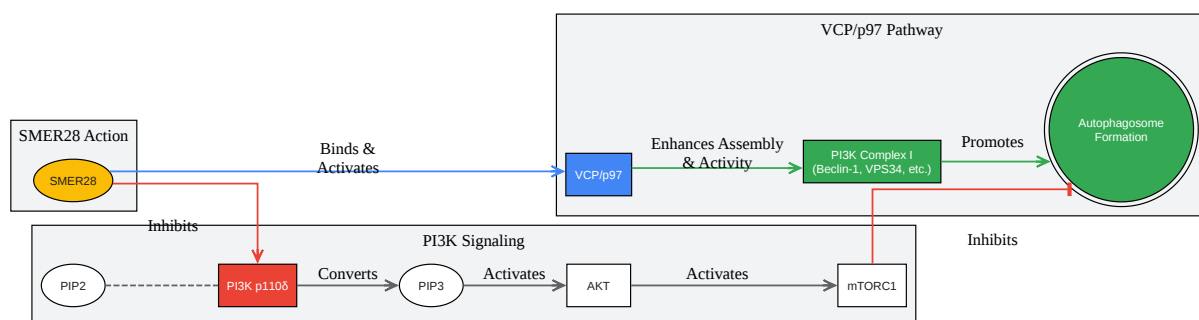 VCP/p97 Pathway
SMER28 Action
SMER28
Binds &
Activates
VCP/p97
Enhances Assembly
& Activity
PI3K Complex I
(Beclin-1, VPS34, etc.)
Promotes
Autophagosome
Formation
Inhibits
Inhibits
PI3K Signaling
PIP2
PI3K p110δ
Converts
PIP3
Activates
AKT
Activates
mTORC1